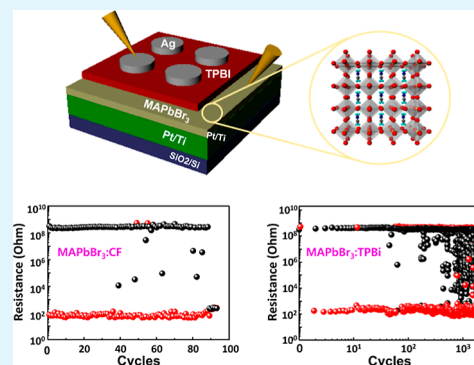 Ag
TPBI
MAPbBr3
Pt/Ti
Pt/Ti
SiO2/Si
Resistance (Ohm)
10^10
10^8
10^6
10^4
10^2
10^0
MAPbBr3:CF
0 20 40 60 80 100
Cycles
Resistance (Ohm)
10^10
10^8
10^6
10^4
10^2
10^0
MAPbBr3:TPBi
0 10^1 10^2 10^3
Cycles